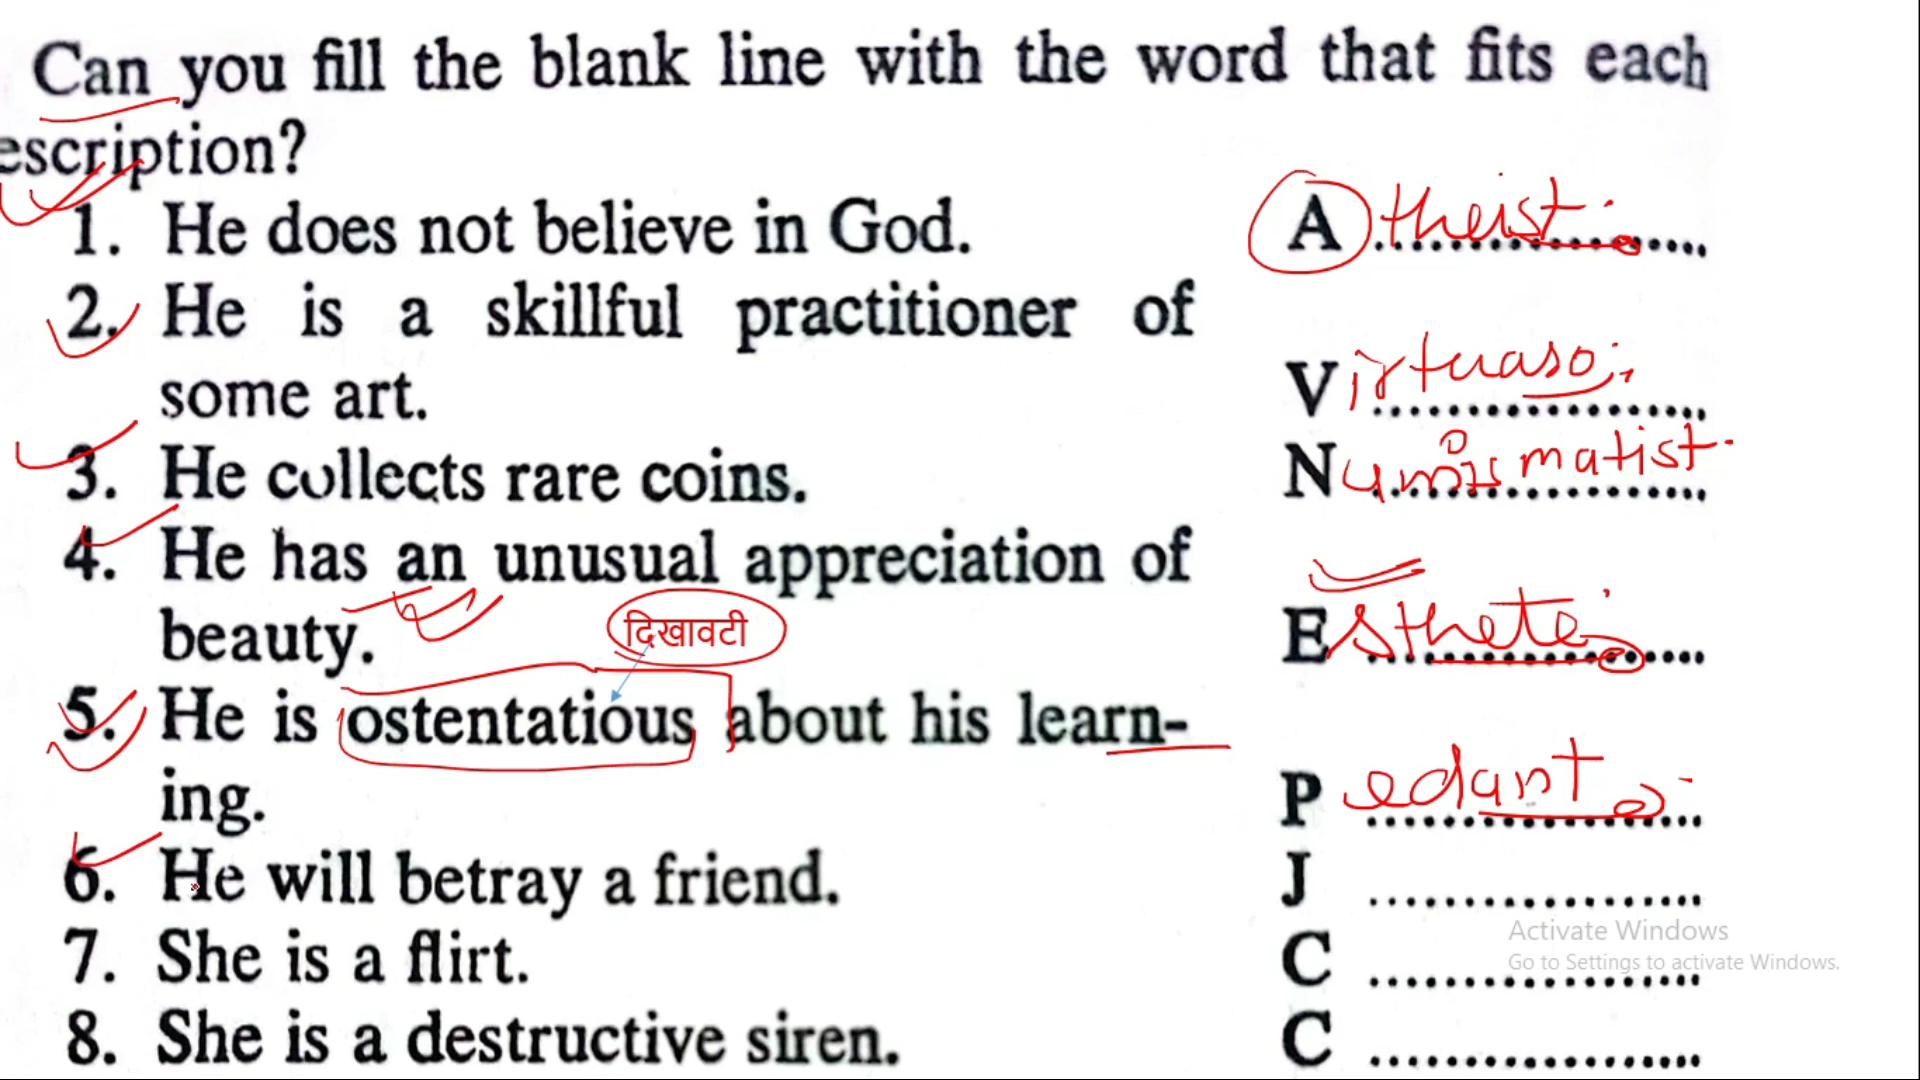 Can you fill the blank line with the word that fits each
escription?
1. He does not believe in God. A theist
2. He is a skillful practitioner of
some art. V irtuaso
3. He collects rare coins. N umismatist
4. He has an unusual appreciation of
beauty. E sthete
दिखावटी
5. He is ostentatious about his learn-
ing. P edant
6. He will betray a friend. J ..................
7. She is a flirt. C ..................
8. She is a destructive siren. C ..................
Activate Windows
Go to Settings to activate Windows.